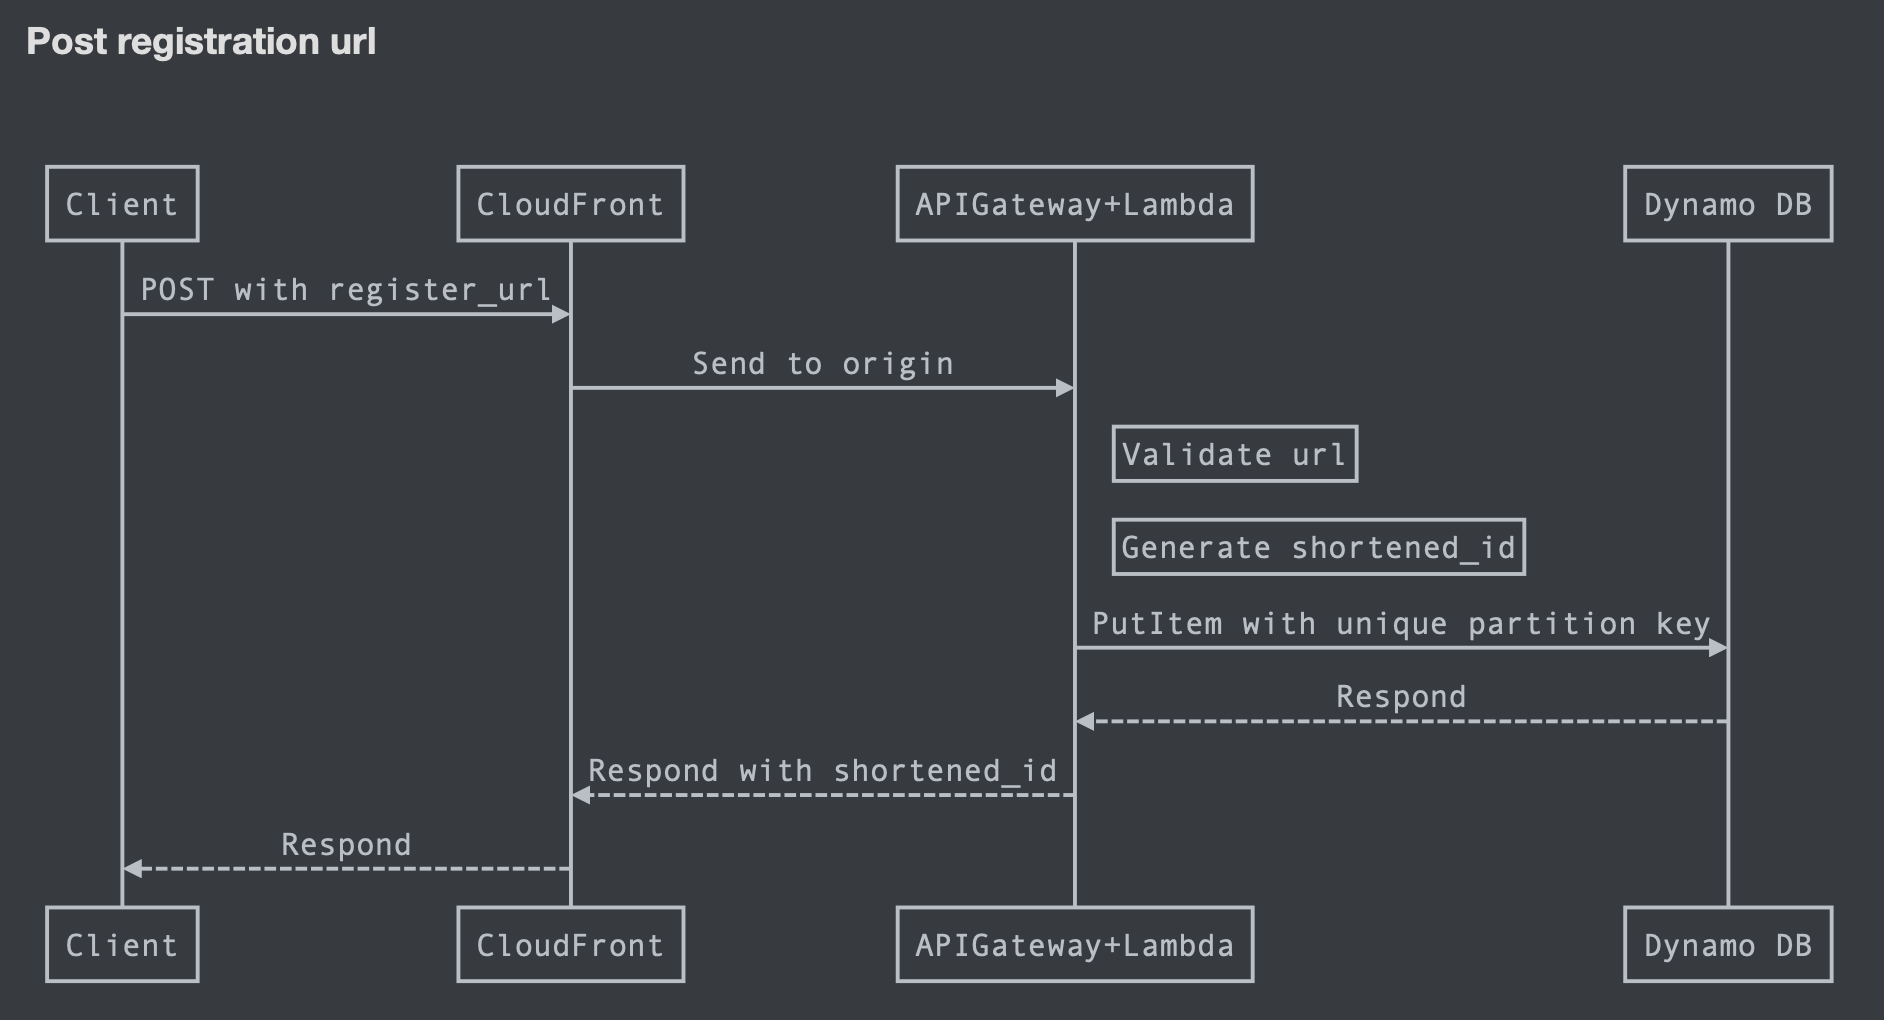 Post registration url
Client
CloudFront
APIGateway+Lambda
Dynamo DB
POST with register_url
Send to origin
Validate url
Generate shortened_id
PutItem with unique partition key
Respond
Respond with shortened_id
Respond
Client
CloudFront
APIGateway+Lambda
Dynamo DB